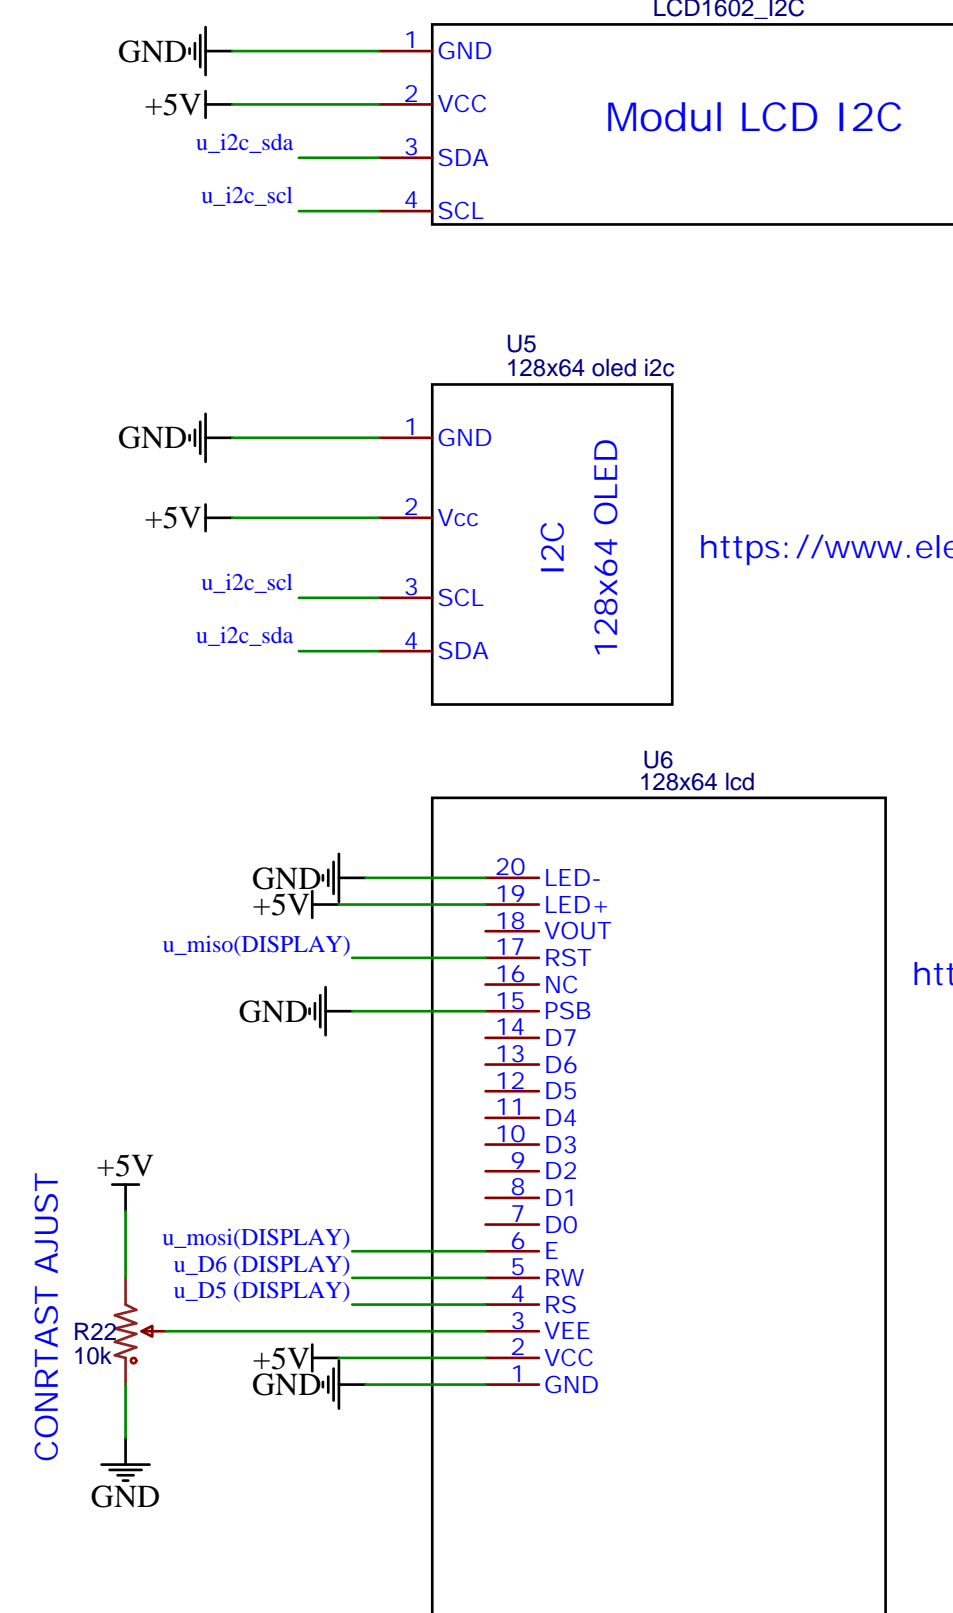 LCD1602_I2C
GND
1
GND
+5V
2
VCC
Modul LCD I2C
u_i2c_sda
3
SDA
u_i2c_scl
4
SCL
U5
128x64 oled i2c
GND
1
GND
+5V
2
Vcc
u_i2c_scl
3
SCL
u_i2c_sda
4
SDA
I2C
128x64 OLED
https://www.ele
U6
128x64 lcd
GND
20
LED-
+5V
19
LED+
18
VOUT
u_miso(DISPLAY)
17
RST
16
NC
GND
15
PSB
14
D7
13
D6
12
D5
11
D4
10
D3
9
D2
8
D1
7
D0
u_mosi(DISPLAY)
6
E
u_D6 (DISPLAY)
5
RW
u_D5 (DISPLAY)
4
RS
3
VEE
+5V
2
VCC
GND
1
GND
htt
CONRTAST AJUST
+5V
R22
10k
GND